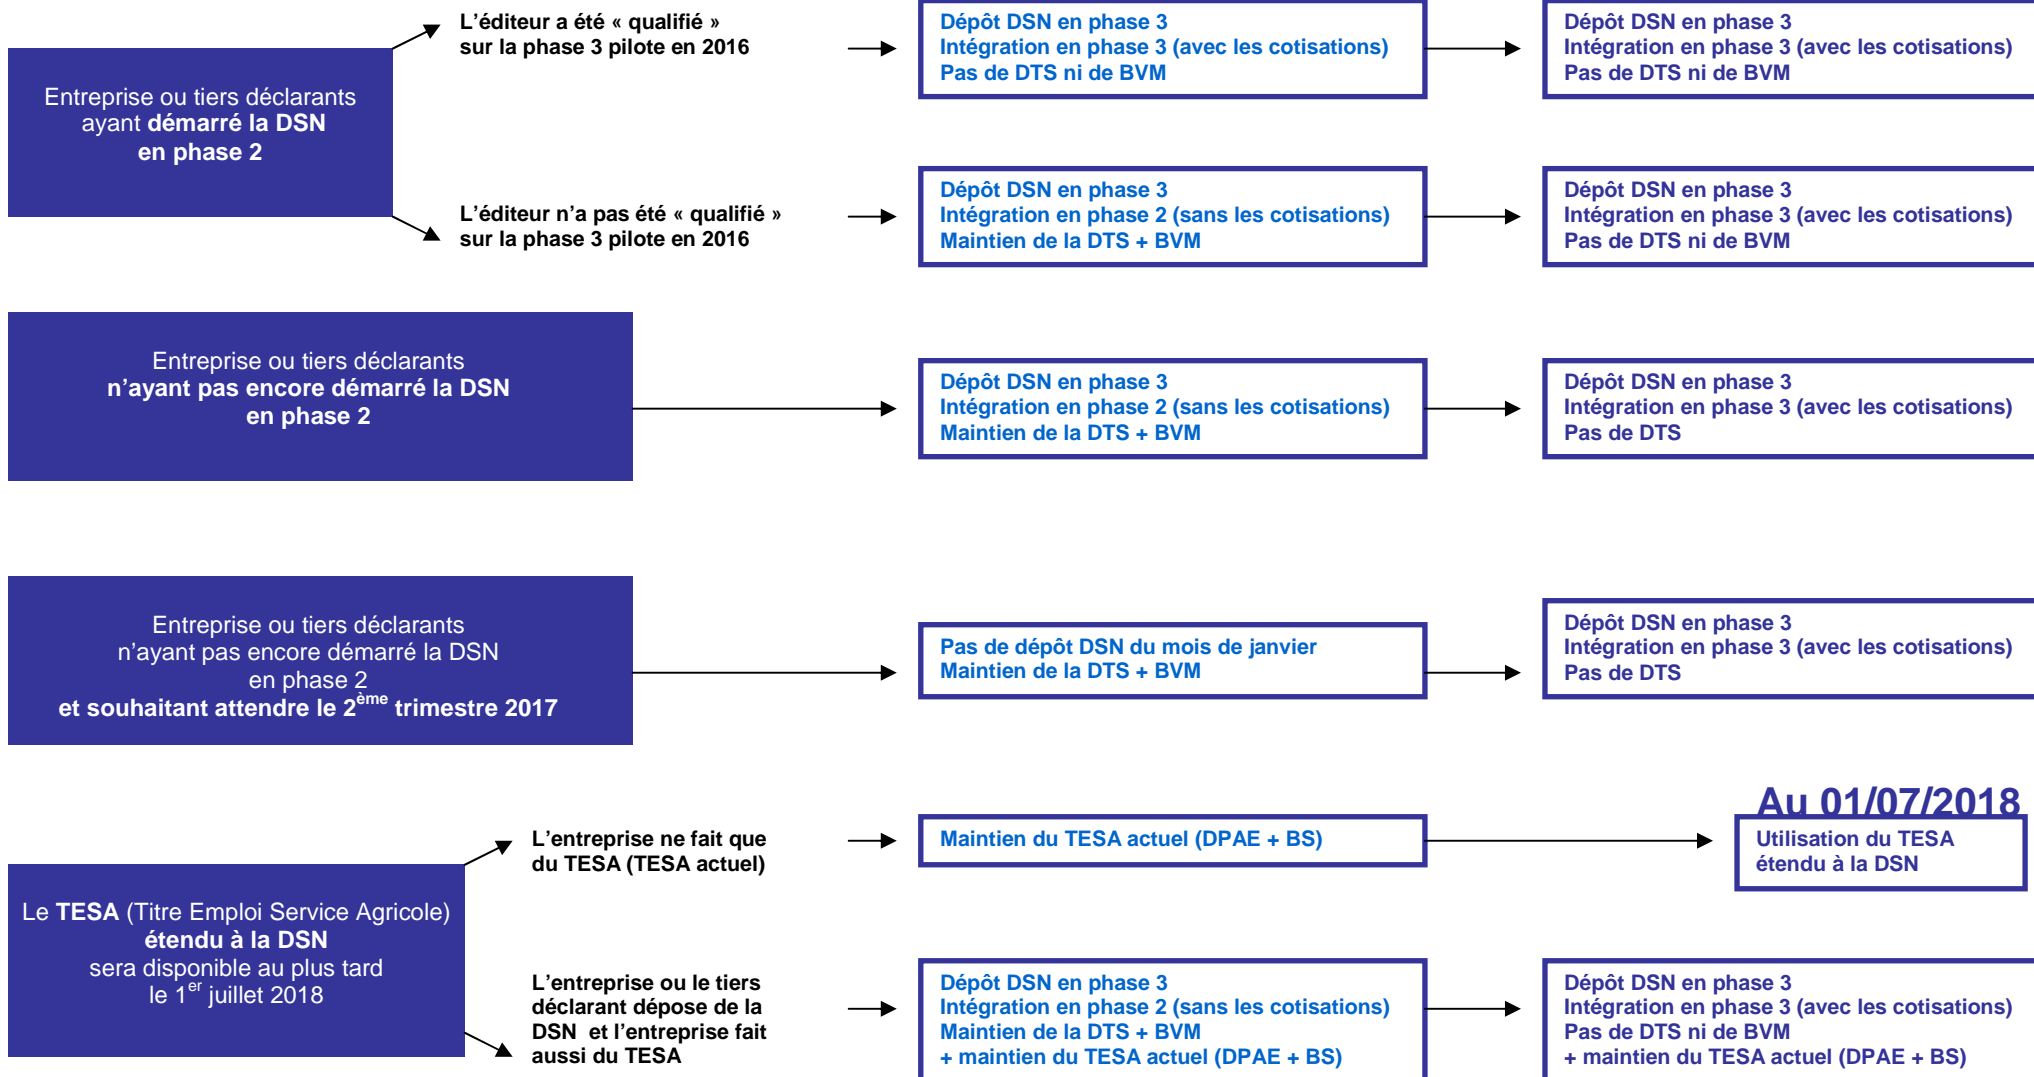 L'éditeur a été « qualifié »
sur la phase 3 pilote en 2016
Dépôt DSN en phase 3
Intégration en phase 3 (avec les cotisations)
Pas de DTS ni de BVM
Dépôt DSN en phase 3
Intégration en phase 3 (avec les cotisations)
Pas de DTS ni de BVM
Entreprise ou tiers déclarants
ayant démarré la DSN
en phase 2
L'éditeur n'a pas été « qualifié »
sur la phase 3 pilote en 2016
Dépôt DSN en phase 3
Intégration en phase 2 (sans les cotisations)
Maintien de la DTS + BVM
Dépôt DSN en phase 3
Intégration en phase 3 (avec les cotisations)
Pas de DTS ni de BVM
Entreprise ou tiers déclarants
n'ayant pas encore démarré la DSN
en phase 2
Dépôt DSN en phase 3
Intégration en phase 2 (sans les cotisations)
Maintien de la DTS + BVM
Dépôt DSN en phase 3
Intégration en phase 3 (avec les cotisations)
Pas de DTS
Entreprise ou tiers déclarants
n'ayant pas encore démarré la DSN
en phase 2
et souhaitant attendre le 2ème trimestre 2017
Pas de dépôt DSN du mois de janvier
Maintien de la DTS + BVM
Dépôt DSN en phase 3
Intégration en phase 3 (avec les cotisations)
Pas de DTS
Le TESA (Titre Emploi Service Agricole)
étendu à la DSN
sera disponible au plus tard
le 1er juillet 2018
L'entreprise ne fait que
du TESA (TESA actuel)
Maintien du TESA actuel (DPAE + BS)
Au 01/07/2018
Utilisation du TESA
étendu à la DSN
L'entreprise ou le tiers
déclarant dépose de la
DSN et l'entreprise fait
aussi du TESA
Dépôt DSN en phase 3
Intégration en phase 2 (sans les cotisations)
Maintien de la DTS + BVM
+ maintien du TESA actuel (DPAE + BS)
Dépôt DSN en phase 3
Intégration en phase 3 (avec les cotisations)
Pas de DTS ni de BVM
+ maintien du TESA actuel (DPAE + BS)